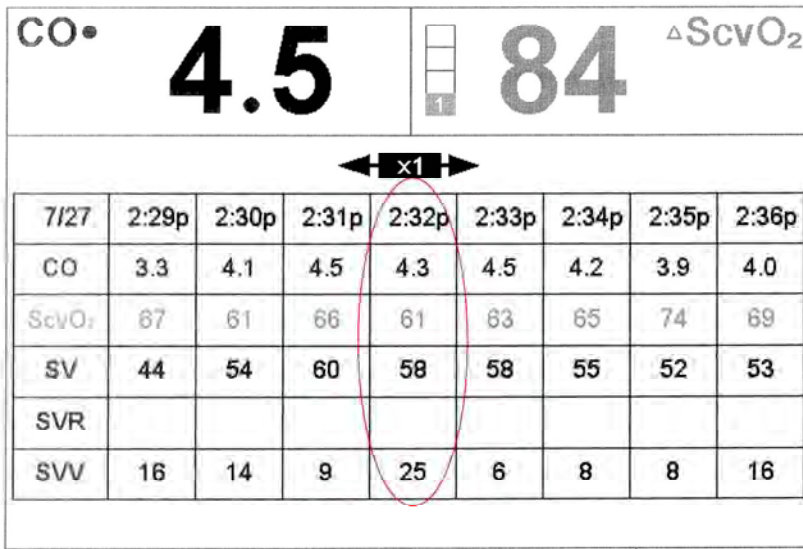 CO• 4.5 1 84 △ScvO₂
x1
7/27 2:29p 2:30p 2:31p 2:32p 2:33p 2:34p 2:35p 2:36p
CO 3.3 4.1 4.5 4.3 4.5 4.2 3.9 4.0
ScvO₂ 67 61 66 61 63 65 74 69
SV 44 54 60 58 58 55 52 53
SVR
SVV 16 14 9 25 6 8 8 16